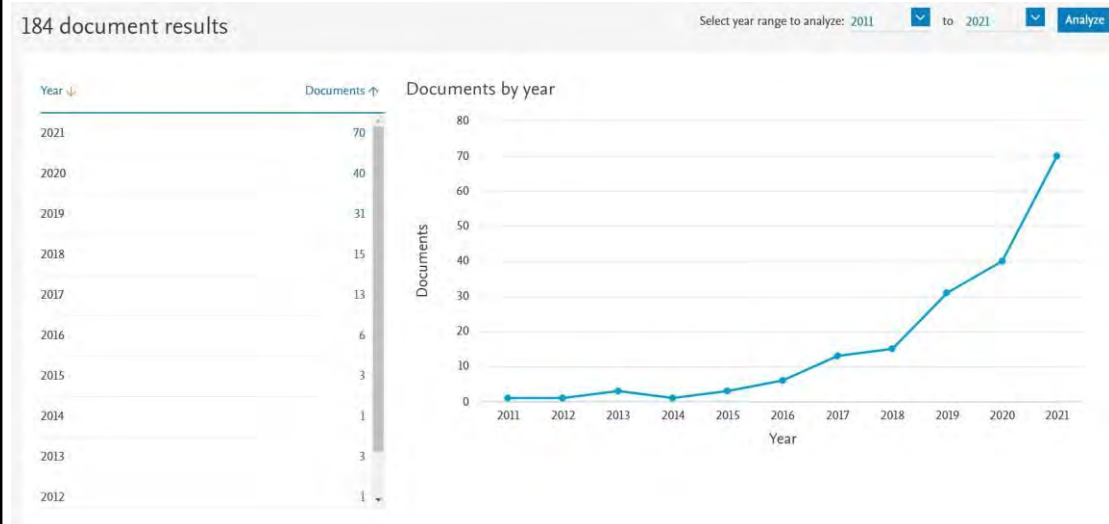 184 document results
Select year range to analyze: 2011 to 2021 Analyze
Year Documents
2021 70
2020 40
2019 31
2018 15
2017 13
2016 6
2015 3
2014 1
2013 3
2012 1
Documents by year
80
70
60
50
40
30
20
10
0
Documents
2011 2012 2013 2014 2015 2016 2017 2018 2019 2020 2021
Year